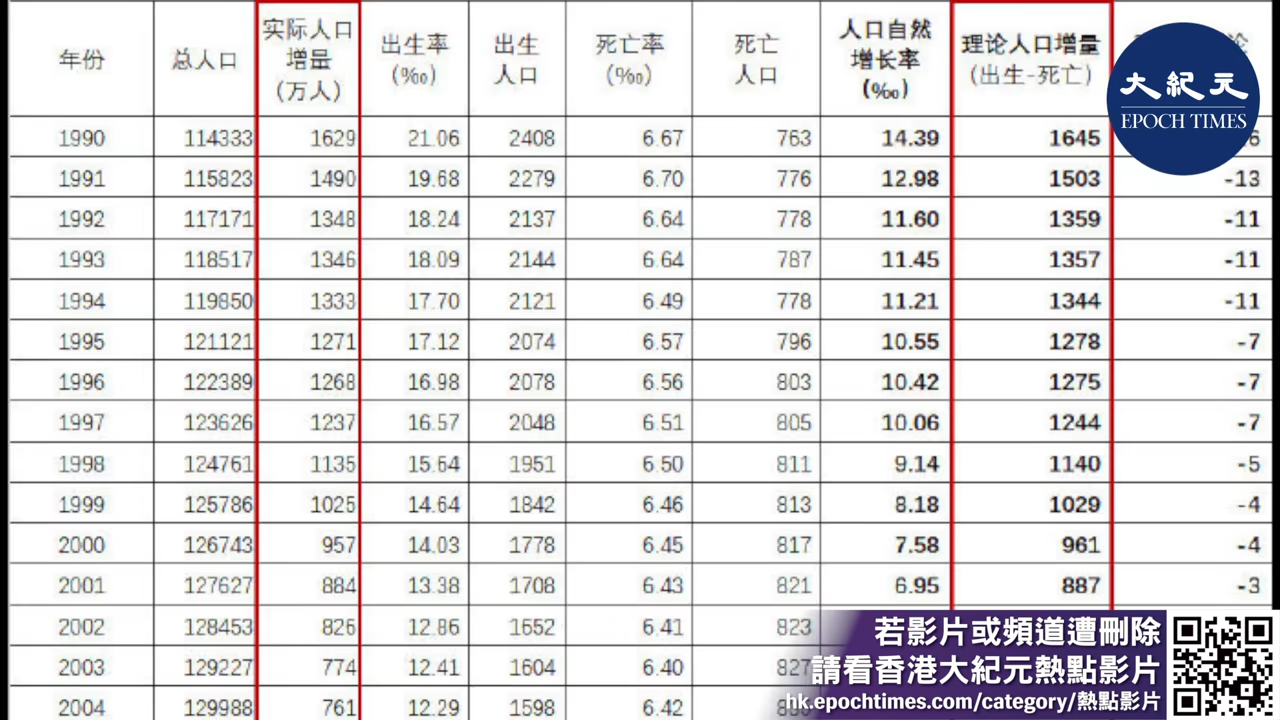 年份 总人口 实际人口增量（万人） 出生率（‰） 出生人口 死亡率（‰） 死亡人口 人口自然增长率（‰） 理论人口增量（出生-死亡）
大紀元
EPOCH TIMES
1990 114333 1629 21.06 2408 6.67 763 14.39 1645
1991 115823 1490 19.68 2279 6.70 776 12.98 1503 -13
1992 117171 1348 18.24 2137 6.64 778 11.60 1359 -11
1993 118517 1346 18.09 2144 6.64 787 11.45 1357 -11
1994 119850 1333 17.70 2121 6.49 778 11.21 1344 -11
1995 121121 1271 17.12 2074 6.57 796 10.55 1278 -7
1996 122389 1268 16.98 2078 6.56 803 10.42 1275 -7
1997 123626 1237 16.57 2048 6.51 805 10.06 1244 -7
1998 124761 1135 15.64 1951 6.50 811 9.14 1140 -5
1999 125786 1025 14.64 1842 6.46 813 8.18 1029 -4
2000 126743 957 14.03 1778 6.45 817 7.58 961 -4
2001 127627 884 13.38 1708 6.43 821 6.95 887 -3
2002 128453 826 12.86 1652 6.41 823
2003 129227 774 12.41 1604 6.40 827
2004 129988 761 12.29 1598 6.42
若影片或頻道遭刪除
請看香港大紀元熱點影片
hk.epochtimes.com/category/熱點影片